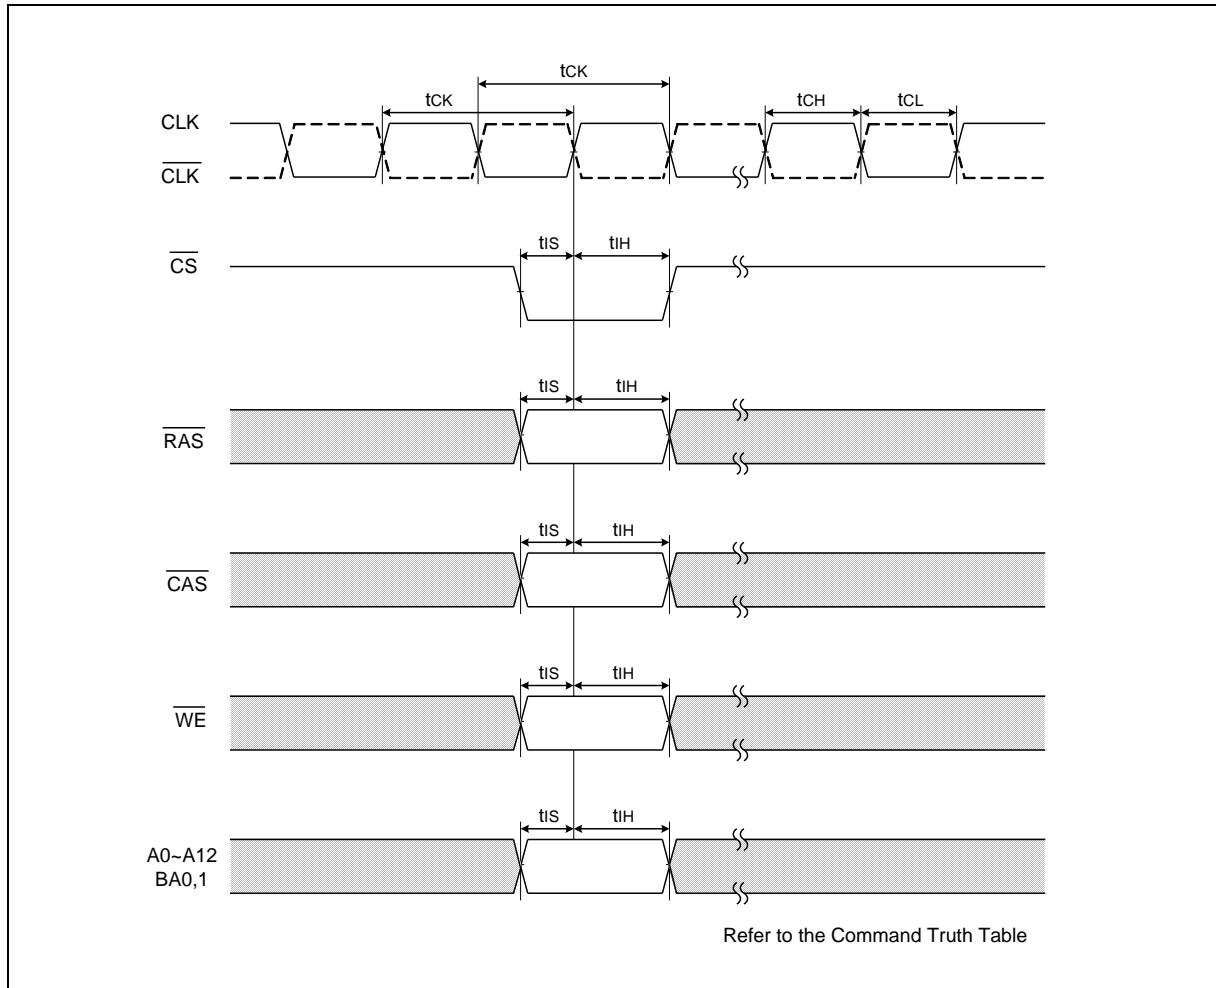 tCK
tCK
tCH
tCL
CLK
CLK
tIS
tIH
CS
tIS
tIH
RAS
tIS
tIH
CAS
tIS
tIH
WE
tIS
tIH
A0~A12
BA0,1
Refer to the Command Truth Table